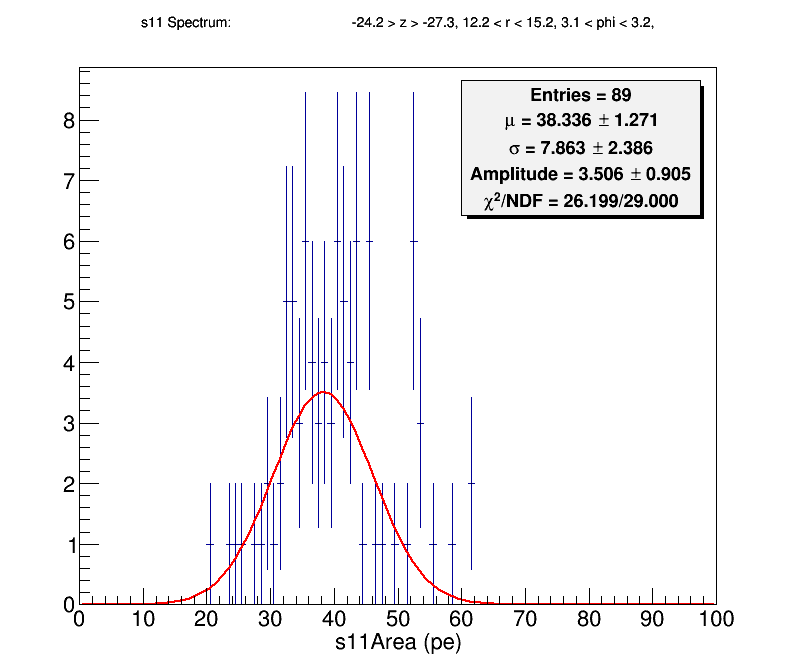 s11 Spectrum: -24.2 > z > -27.3, 12.2 < r < 15.2, 3.1 < phi < 3.2,
Entries = 89
μ = 38.336 ± 1.271
σ = 7.863 ± 2.386
Amplitude = 3.506 ± 0.905
χ²/NDF = 26.199/29.000
8
7
6
5
4
3
2
1
0
0 10 20 30 40 50 60 70 80 90 100
s11Area (pe)